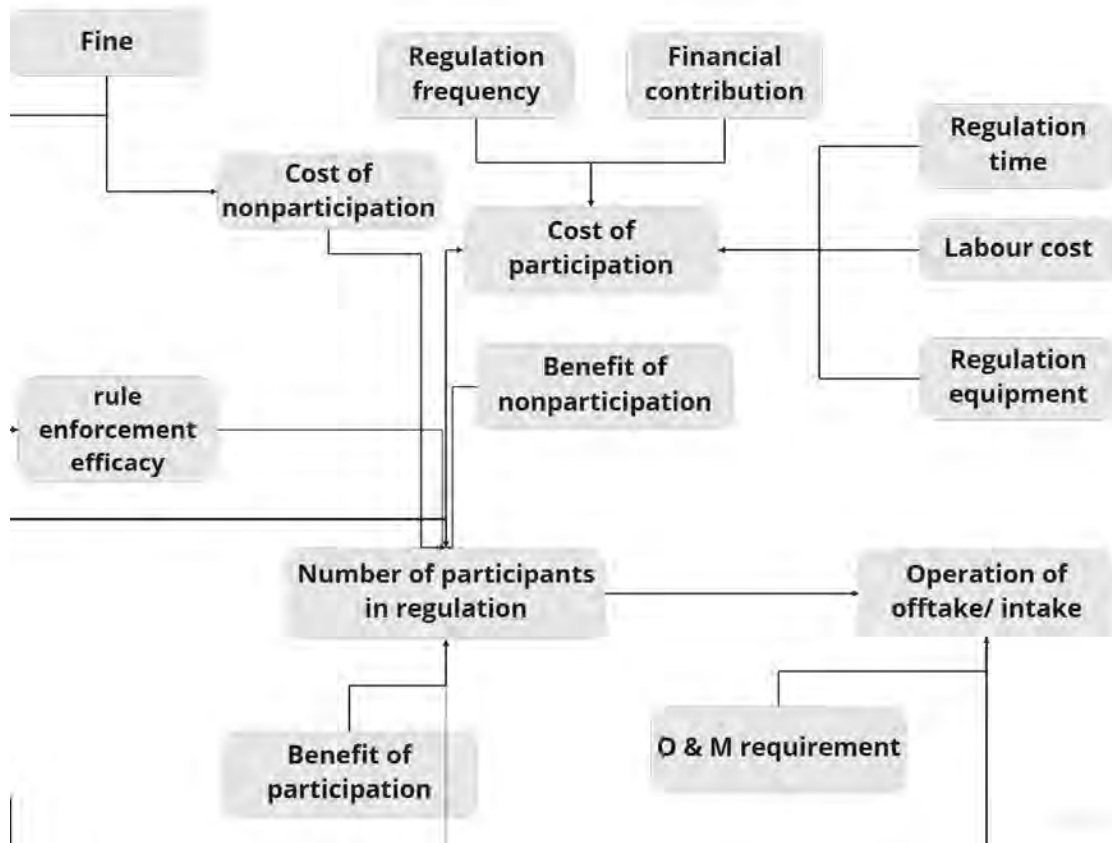 Fine
Regulation
frequency
Financial
contribution
Regulation
time
Cost of
nonparticipation
Cost of
participation
Labour cost
Benefit of
nonparticipation
Regulation
equipment
rule
enforcement
efficacy
Number of participants
in regulation
Operation of
offtake/ intake
Benefit of
participation
O & M requirement